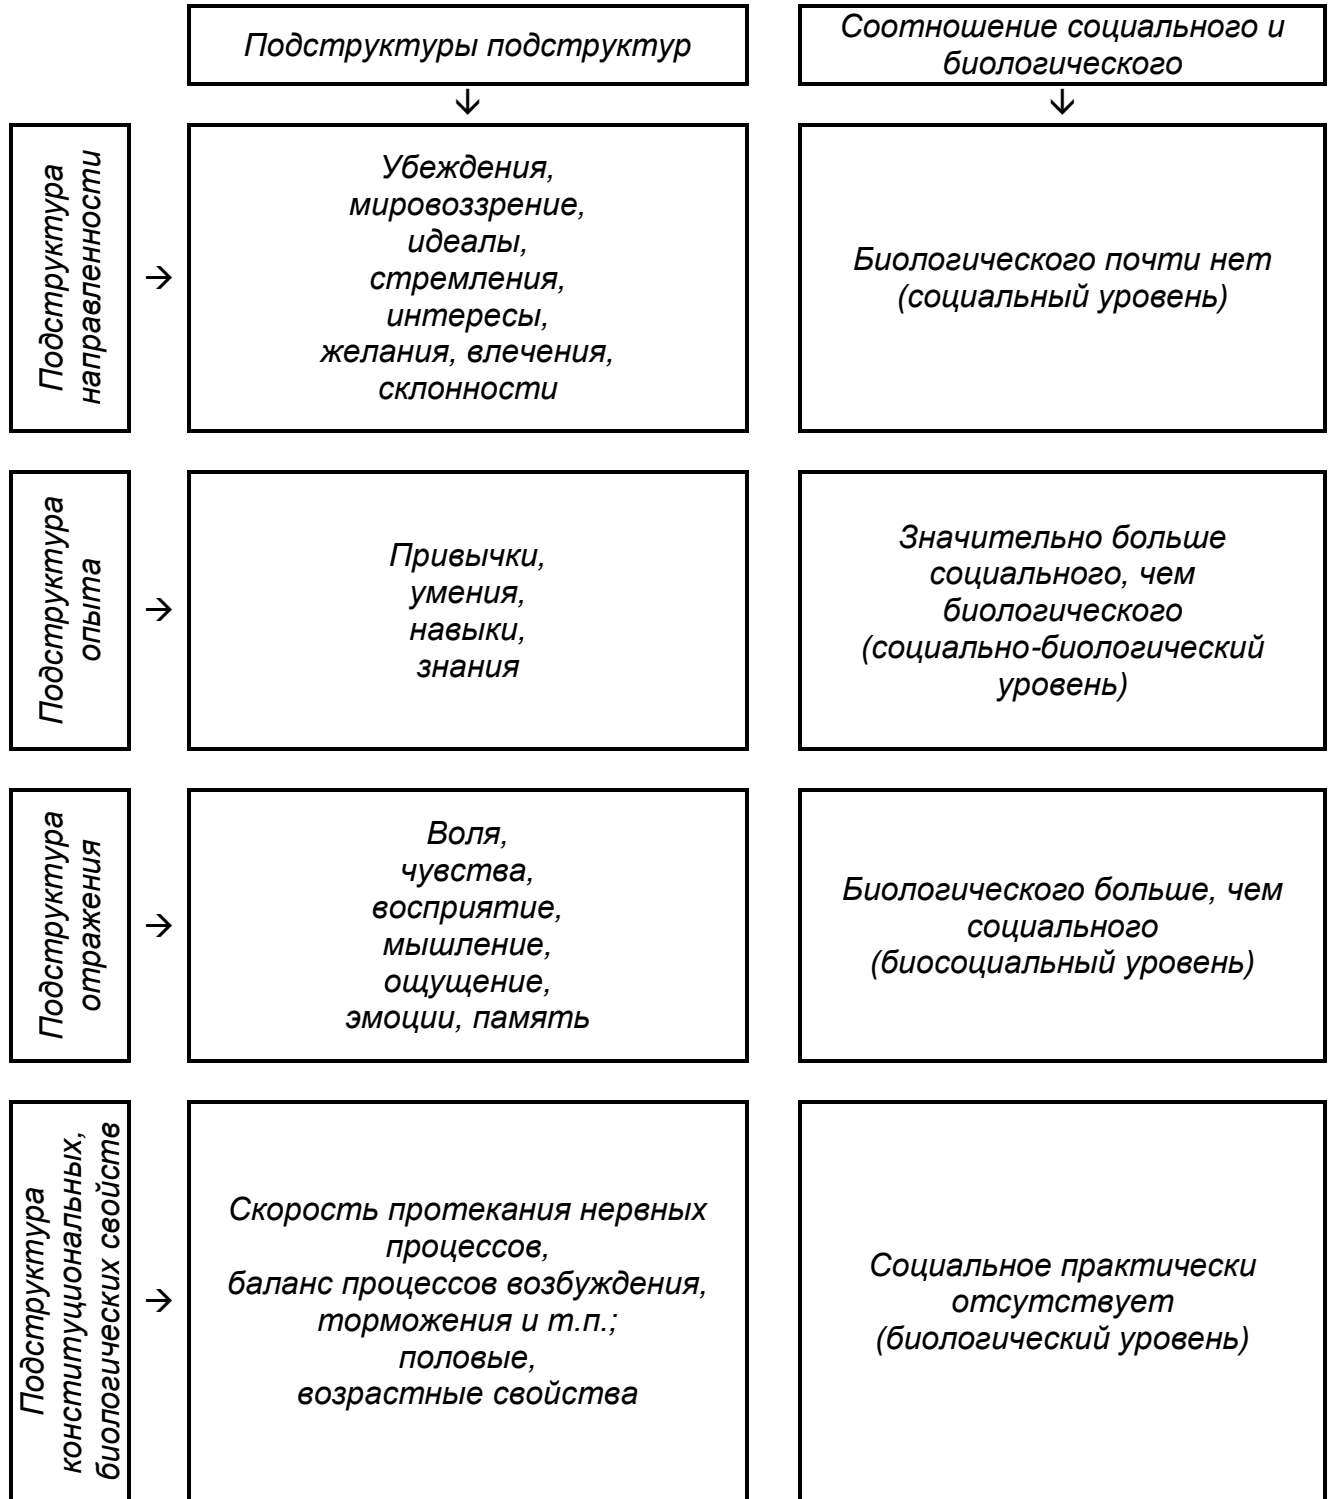 Подструктуры подструктур
Соотношение социального и
биологического
↓
↓
Подструктура
направленности
→
Убеждения,
мировоззрение,
идеалы,
стремления,
интересы,
желания, влечения,
склонности
Биологического почти нет
(социальный уровень)
Подструктура
опыта
→
Привычки,
умения,
навыки,
знания
Значительно больше
социального, чем
биологического
(социально-биологический
уровень)
Подструктура
отражения
→
Воля,
чувства,
восприятие,
мышление,
ощущение,
эмоции, память
Биологического больше, чем
социального
(биосоциальный уровень)
Подструктура
конституциональных,
биологических свойств
→
Скорость протекания нервных
процессов,
баланс процессов возбуждения,
торможения и т.п.;
половые,
возрастные свойства
Социальное практически
отсутствует
(биологический уровень)